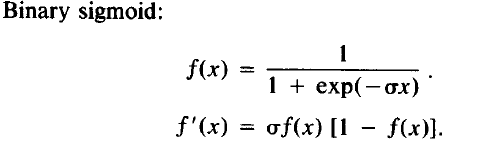 Binary sigmoid:
f(x) = 1 / (1 + exp(−σx)) .
f'(x) = σf(x) [1 − f(x)].